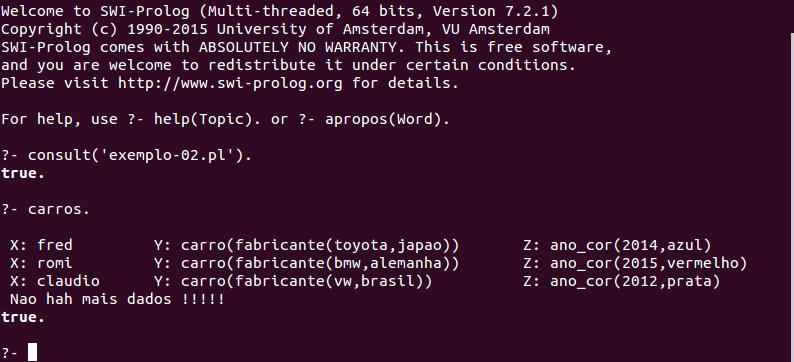 Welcome to SWI-Prolog (Multi-threaded, 64 bits, Version 7.2.1)
Copyright (c) 1990-2015 University of Amsterdam, VU Amsterdam
SWI-Prolog comes with ABSOLUTELY NO WARRANTY. This is free software,
and you are welcome to redistribute it under certain conditions.
Please visit http://www.swi-prolog.org for details.
For help, use ?- help(Topic). or ?- apropos(Word).
?- consult('exemplo-02.pl').
true.
?- carros.
X: fred Y: carro(fabricante(toyota,japao)) Z: ano_cor(2014,azul)
X: romi Y: carro(fabricante(bmw,alemanha)) Z: ano_cor(2015,vermelho)
X: claudio Y: carro(fabricante(vw,brasil)) Z: ano_cor(2012,prata)
Nao hah mais dados !!!!!
true.
?-